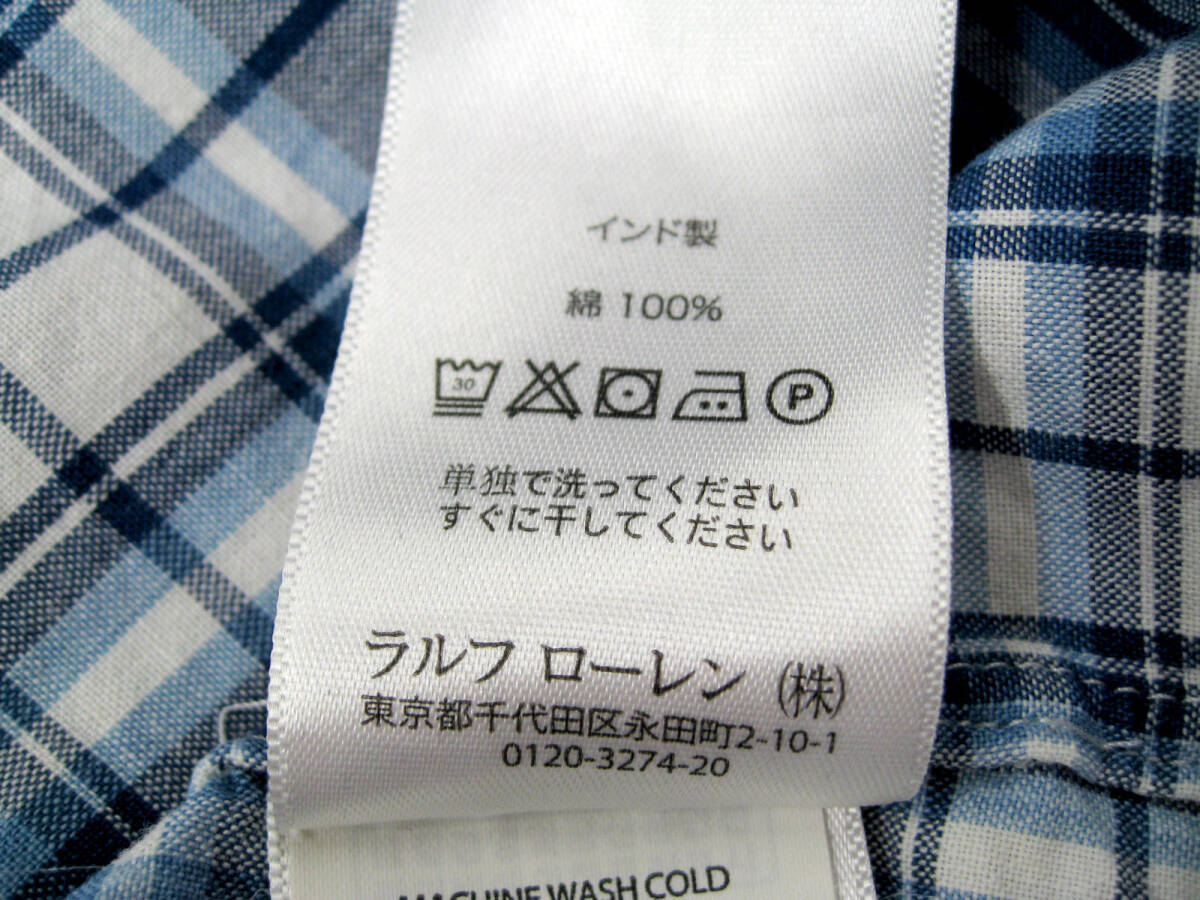 インド製
綿 100%
30
P
単独で洗ってください
すぐに干してください
ラルフ ローレン (株)
東京都千代田区永田町2-10-1
0120-3274-20
MACHINE WASH COLD